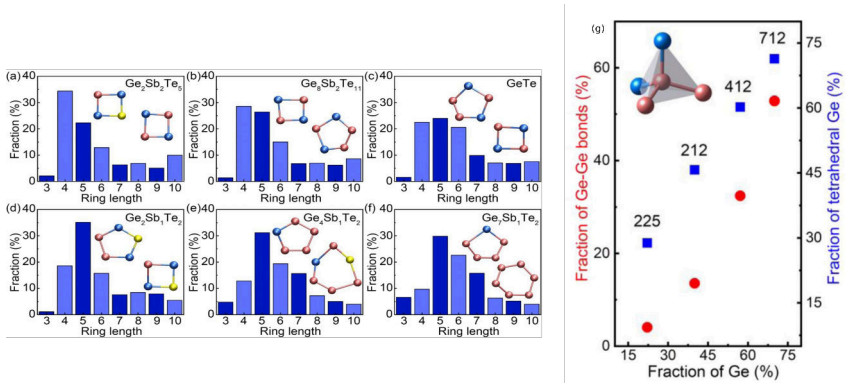 (a)
Ge2Sb2Te5
(b)
Ge8Sb2Te11
(c)
GeTe
Fraction (%)
40
30
20
10
0
3 4 5 6 7 8 9 10
Ring length
Fraction (%)
40
30
20
10
0
3 4 5 6 7 8 9 10
Ring length
Fraction (%)
40
30
20
10
0
3 4 5 6 7 8 9 10
Ring length
(d)
Ge2Sb1Te2
(e)
Ge4Sb1Te2
(f)
Ge7Sb1Te2
Fraction (%)
40
30
20
10
0
3 4 5 6 7 8 9 10
Ring length
Fraction (%)
40
30
20
10
0
3 4 5 6 7 8 9 10
Ring length
Fraction (%)
40
30
20
10
0
3 4 5 6 7 8 9 10
Ring length
(g)
Fraction of Ge-Ge bonds (%)
60
40
20
0
225
212
412
712
75
60
45
30
15
Fraction of tetrahedral Ge (%)
15 30 45 60 75
Fraction of Ge (%)